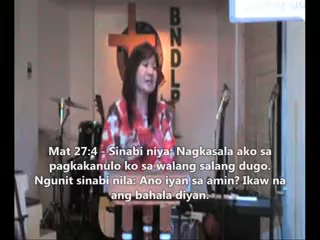 BNDLP
Mat 27:4 - Sinabi niya: Nagkasala ako sa
pagkakanulo ko sa walang salang dugo.
Ngunit sinabi nila: Ano iyan sa amin? Ikaw na
ang bahala diyan.